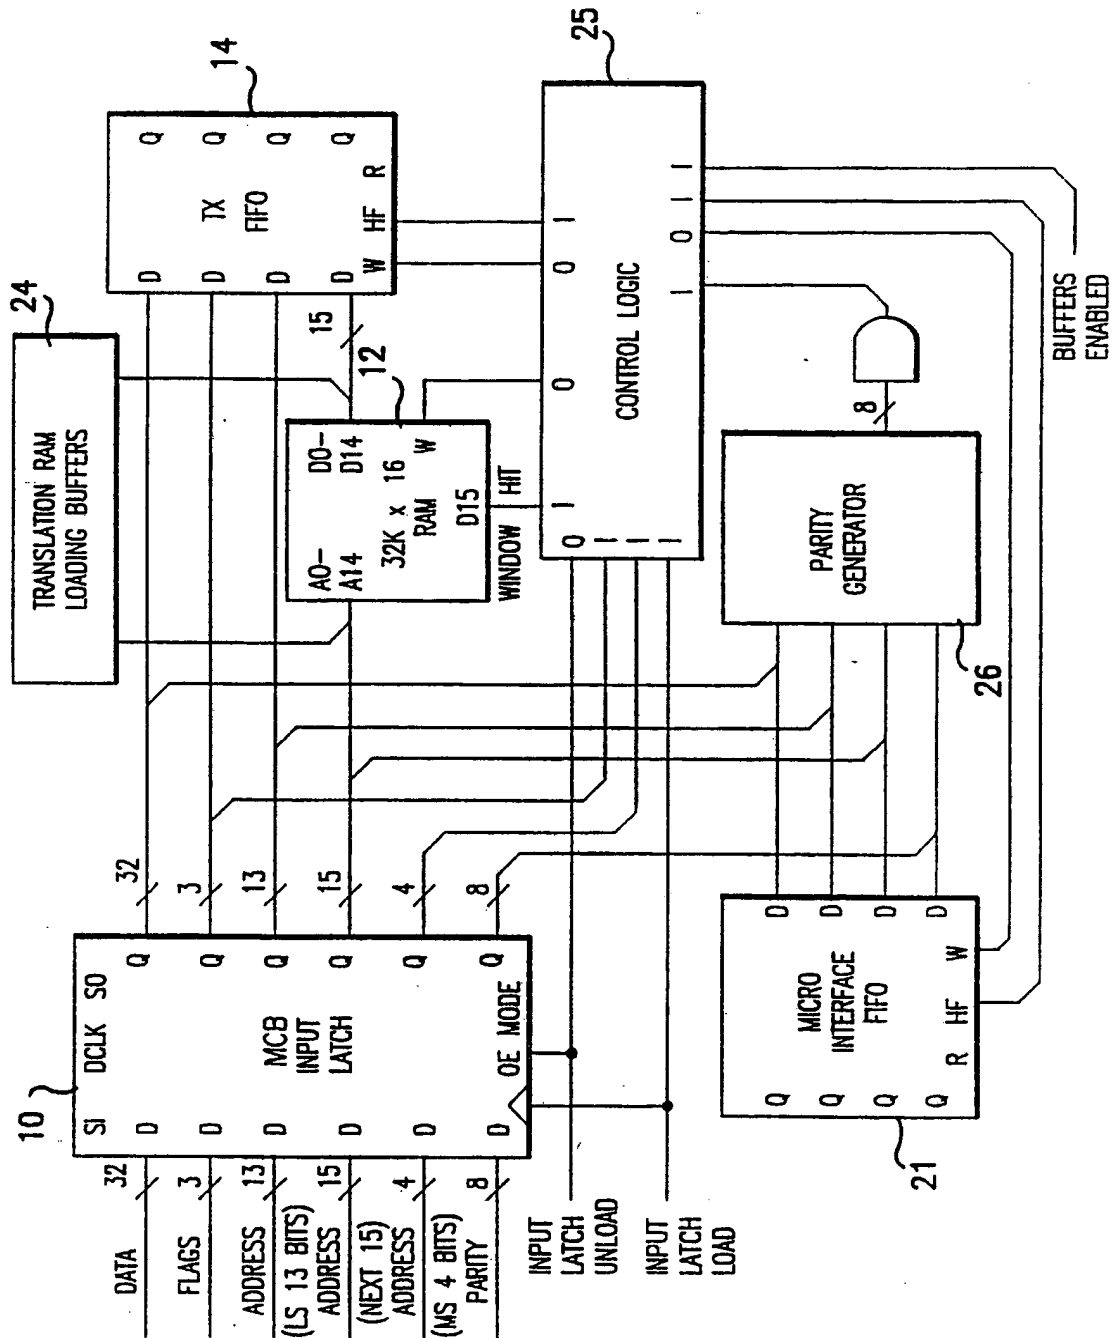 10
SI DCLK SO
D Q
D Q
D Q
D Q
D Q
D OE MODE Q
MCB
INPUT
LATCH
DATA
FLAGS
ADDRESS
(LS 13 BITS)
ADDRESS
(NEXT 15)
ADDRESS
(MS 4 BITS)
PARITY
32
3
13
15
4
8
32
3
13
15
4
8
INPUT
LATCH
UNLOAD
INPUT
LATCH
LOAD
24
TRANSLATION RAM
LOADING BUFFERS
14
TX
FIFO
D Q
D Q
D Q
D Q
W HF R
15
12
A0-
A14
D0-
D14
32K x 16
RAM
W
D15
WINDOW HIT
25
CONTROL LOGIC
I O O I
O
I
I
I
I O I I
8
PARITY
GENERATOR
26
MICRO
INTERFACE
FIFO
Q D
Q D
Q D
Q D
R HF W
21
BUFFERS
ENABLED